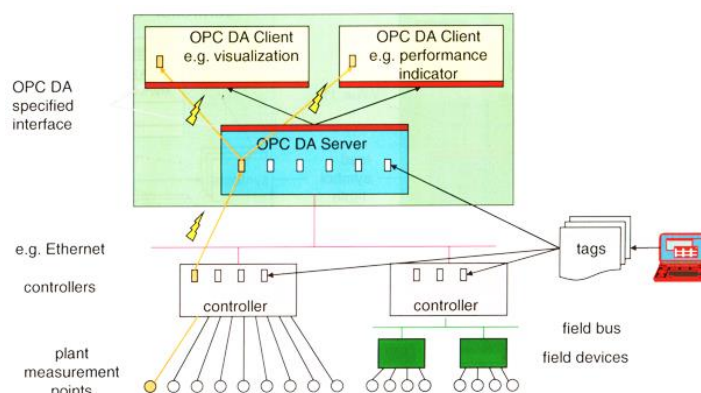 OPC DA Client
e.g. visualization
OPC DA Client
e.g. performance
indicator
OPC DA
specified
interface
OPC DA Server
e.g. Ethernet
tags
controllers
controller
controller
field bus
field devices
plant
measurement
points